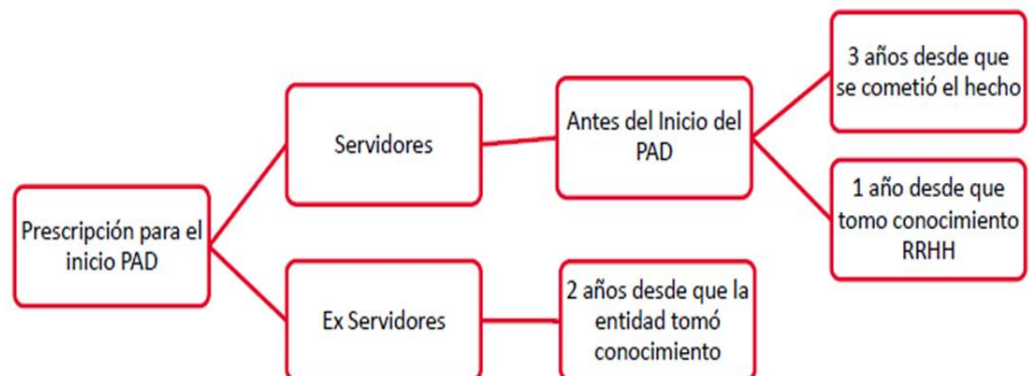 Prescripción para el
inicio PAD
Servidores
Antes del Inicio del
PAD
3 años desde que
se cometió el hecho
1 año desde que
tomo conocimiento
RRHH
Ex Servidores
2 años desde que la
entidad tomó
conocimiento